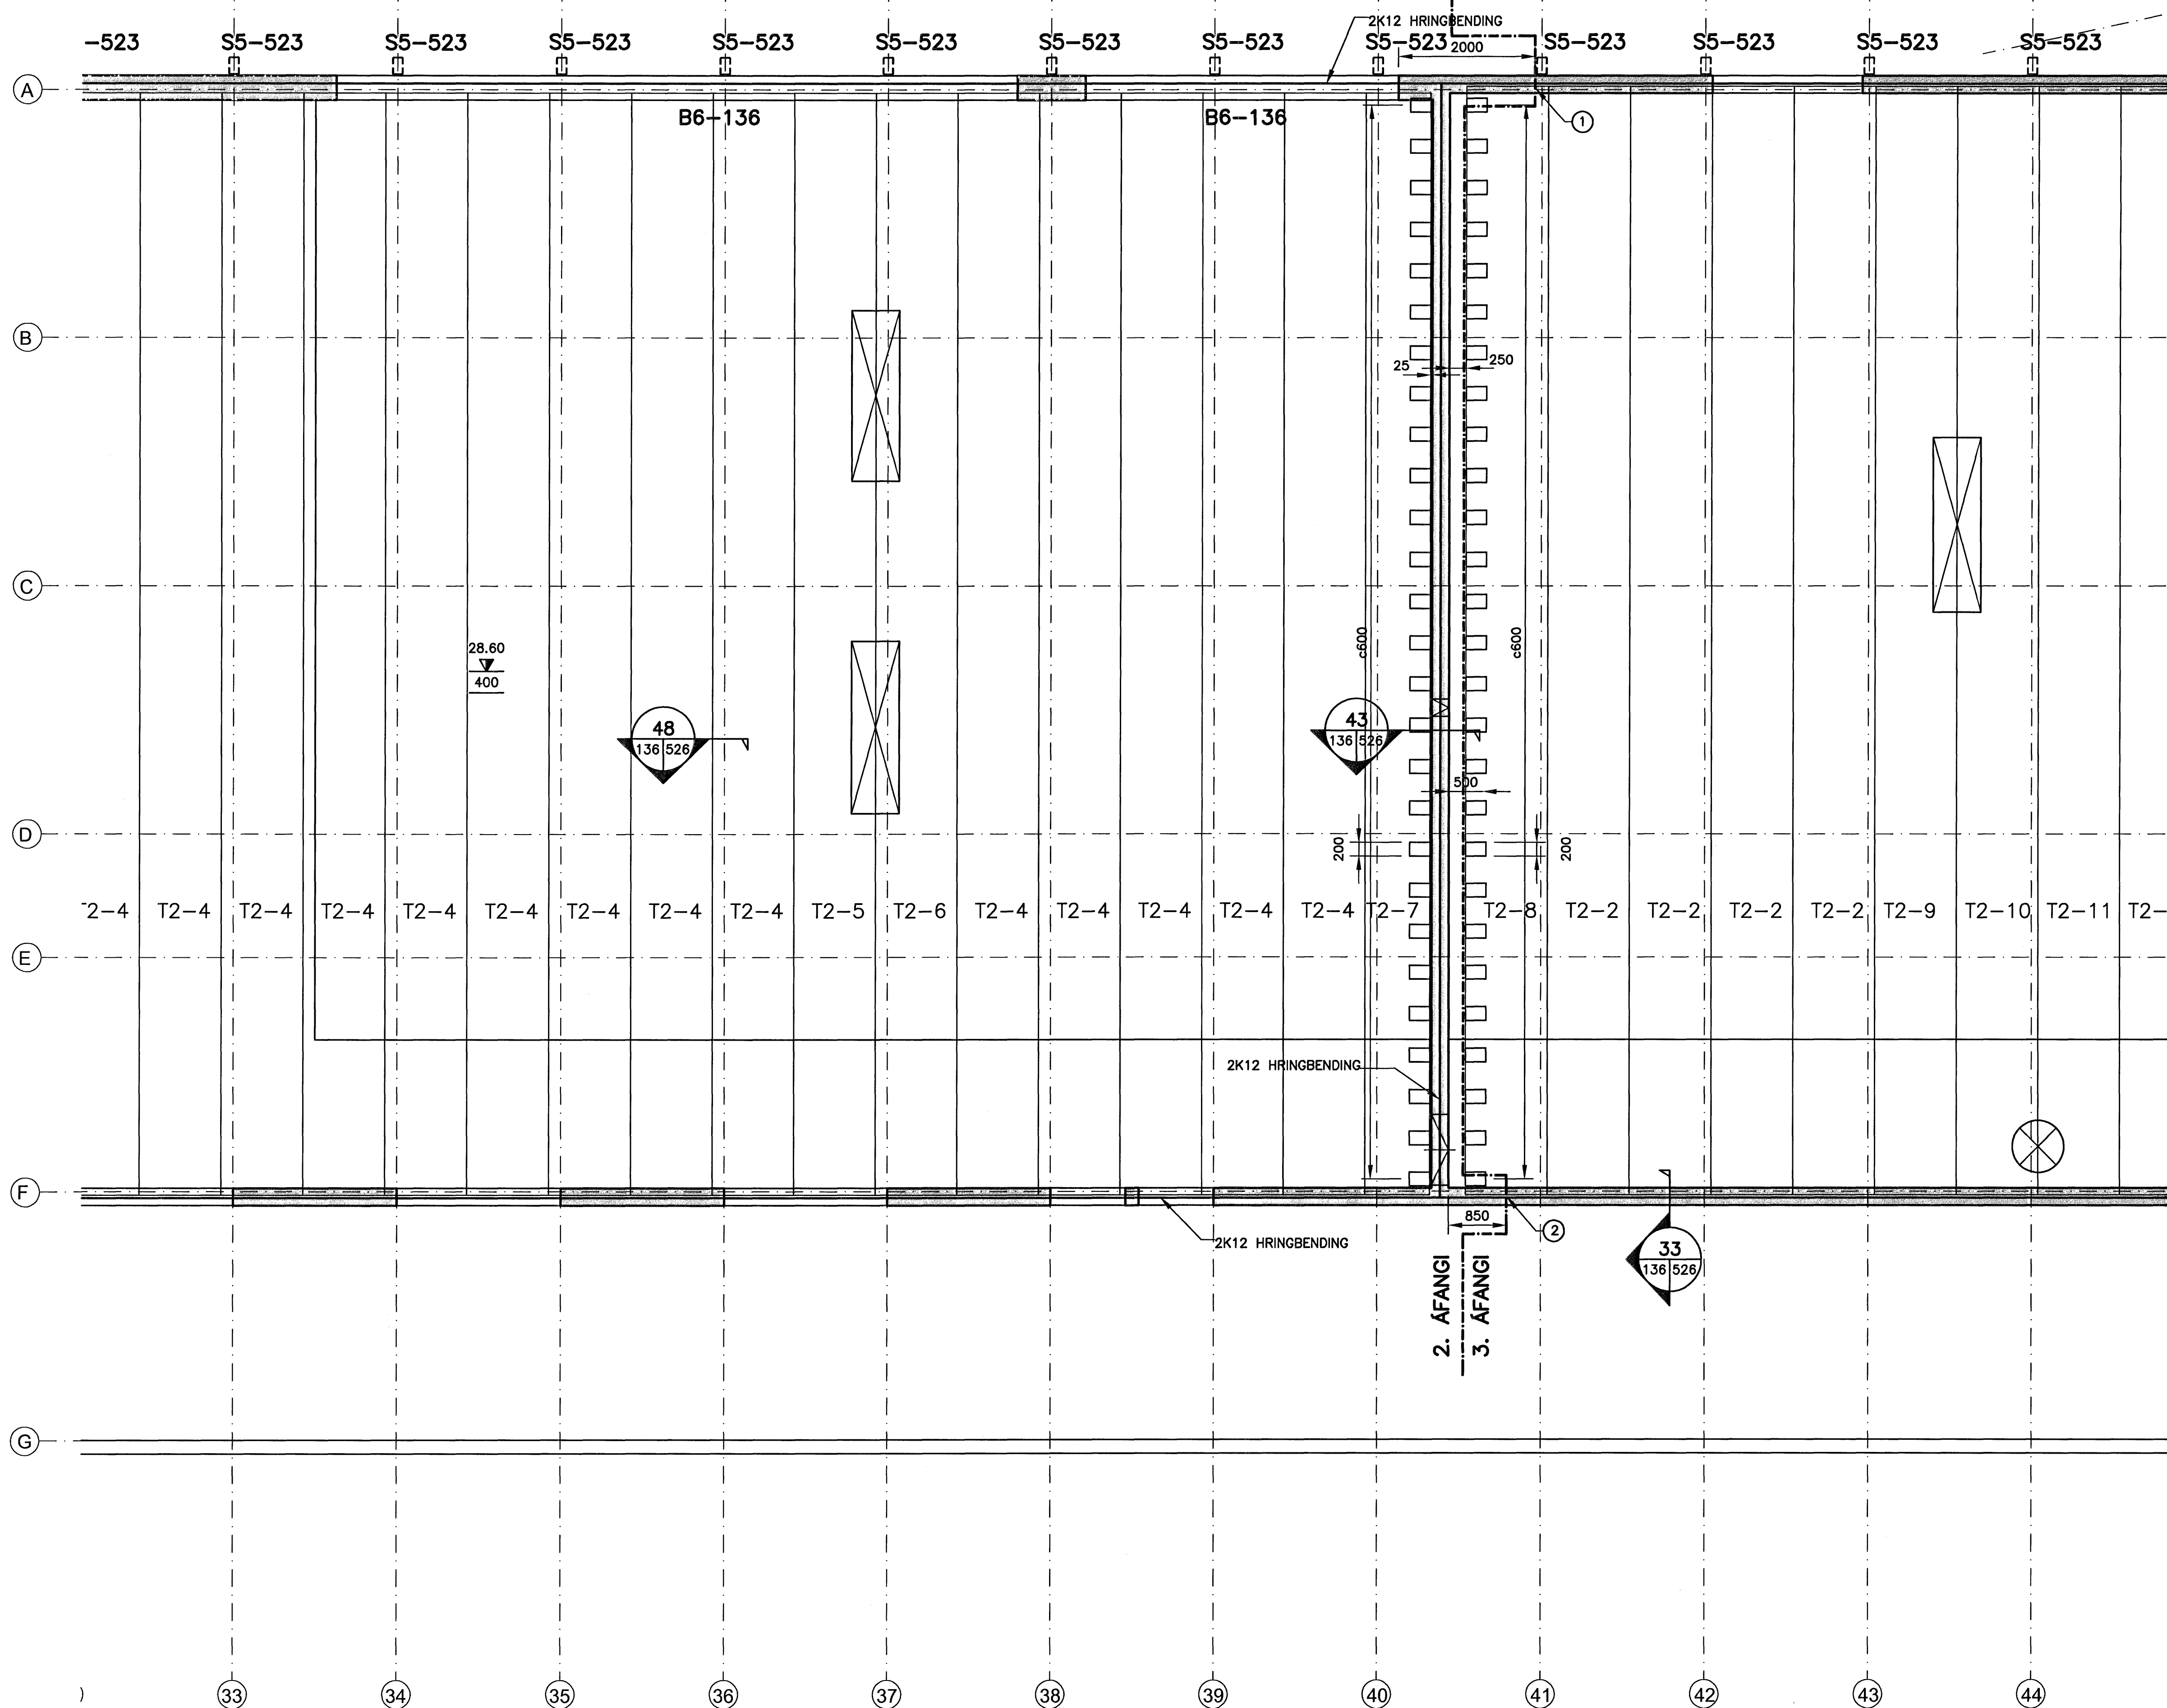 2K12 HRINGBENDING
-523 S5-523 S5-523 S5-523 S5-523 S5-523 S5-523 S5-523 S5-523 S5-523 S5-523 S5-523 S5-523
2000
A
B6-136 B6-136
1
B
25 250
C
c600 c600
28.60
400
48
136 526
43
136 526
500
D
200 200
T2-4 T2-4 T2-4 T2-4 T2-4 T2-4 T2-4 T2-4 T2-5 T2-6 T2-4 T2-4 T2-4 T2-4 T2-4 T2-7 T2-8 T2-2 T2-2 T2-2 T2-2 T2-9 T2-10 T2-11 T2-
E
2K12 HRINGBENDING
F
850
2
2K12 HRINGBENDING
33
136 526
2. ÁFANGI
3. ÁFANGI
G
33 34 35 36 37 38 39 40 41 42 43 44